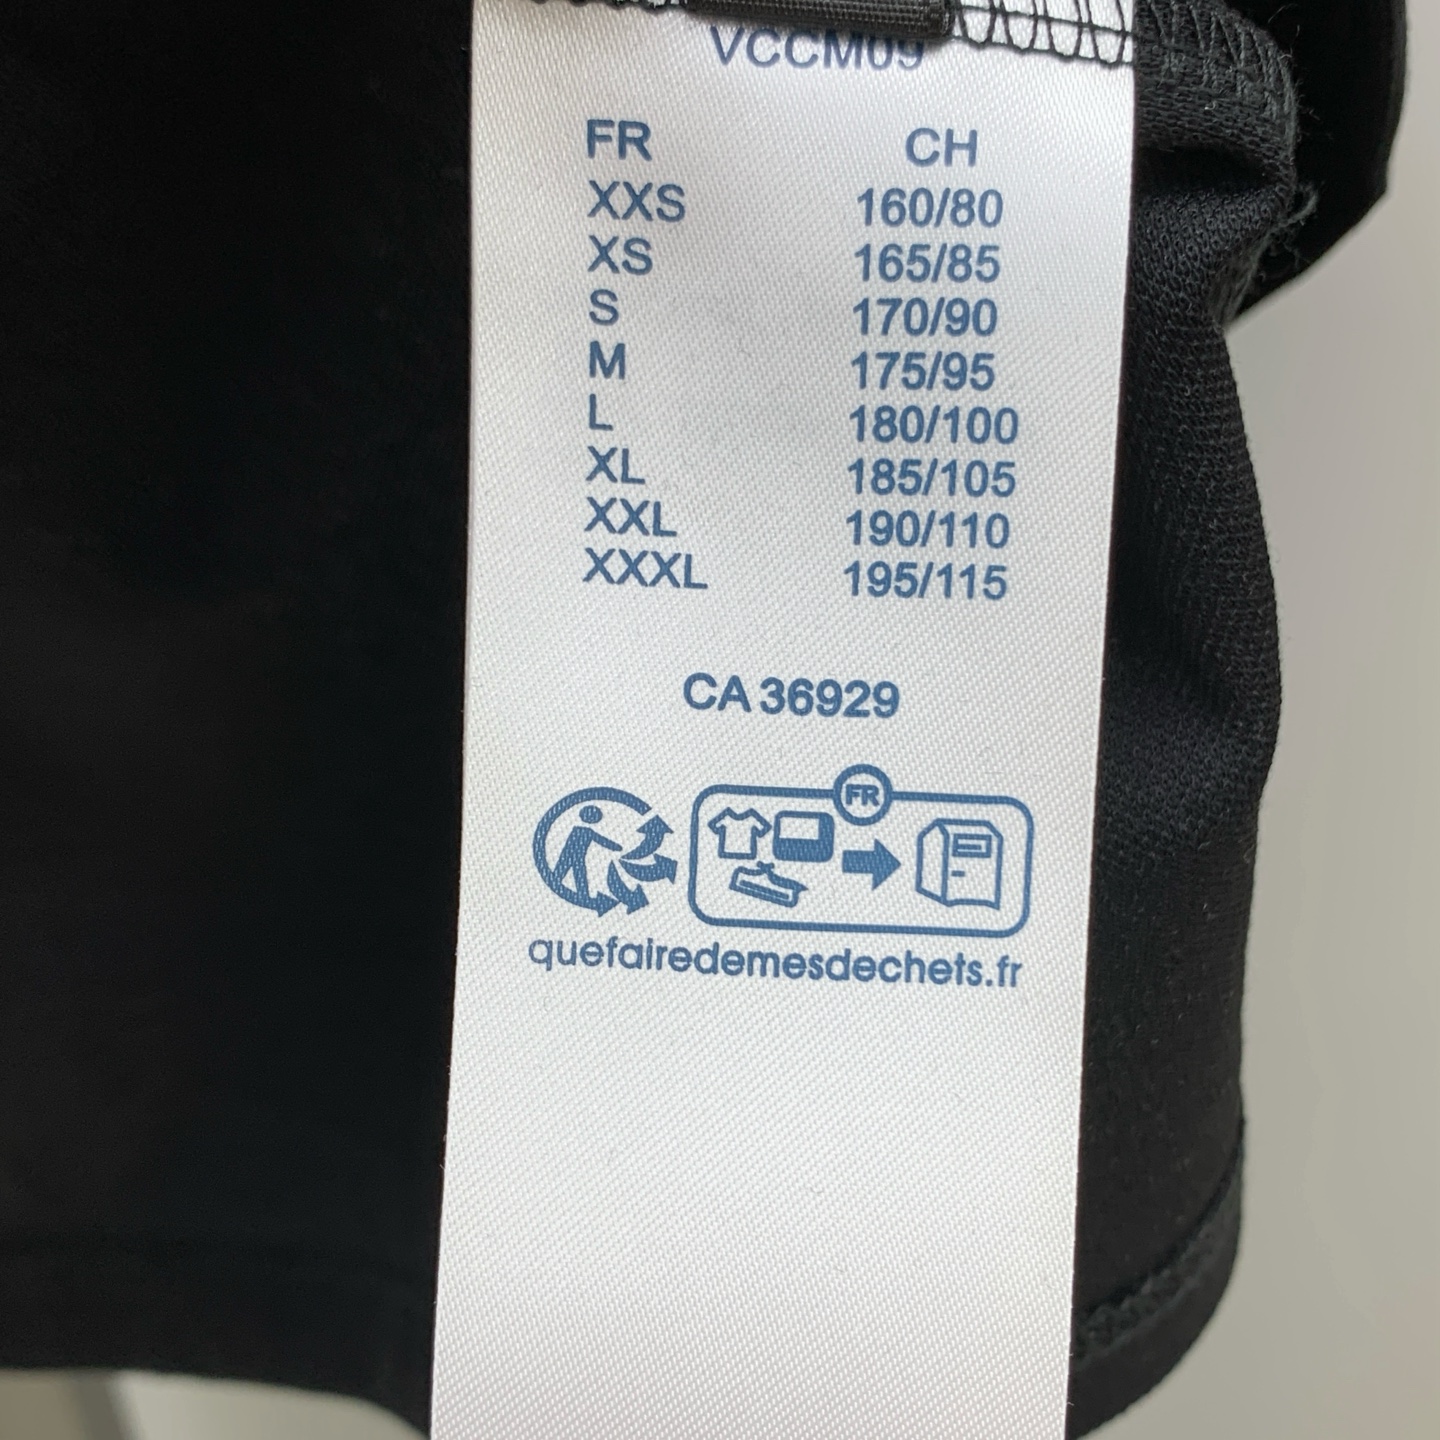 VCCM09
FR CH
XXS 160/80
XS 165/85
S 170/90
M 175/95
L 180/100
XL 185/105
XXL 190/110
XXXL 195/115
CA 36929
FR
quefairedemesdechets.fr